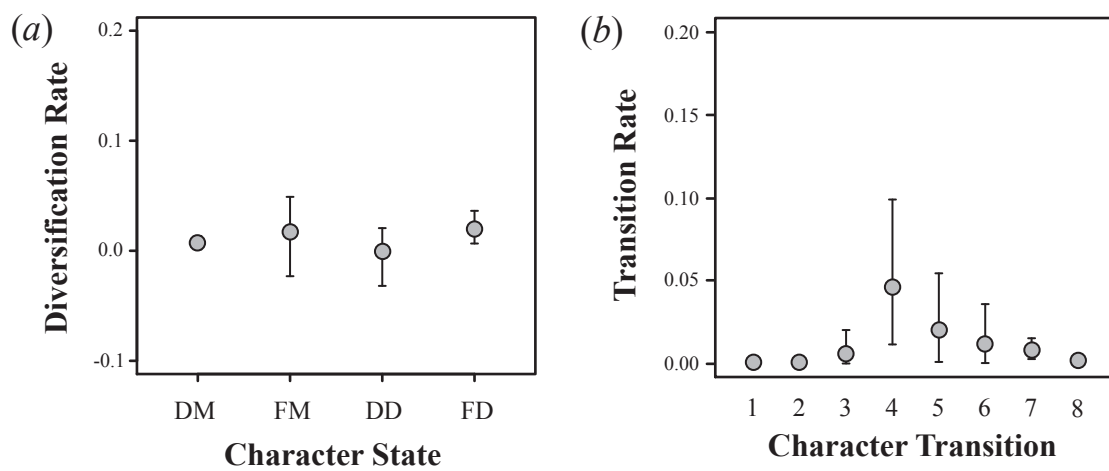 (a)
Diversification Rate
0.2
0.1
0.0
-0.1
DM FM DD FD
Character State
(b)
Transition Rate
0.20
0.15
0.10
0.05
0.00
1 2 3 4 5 6 7 8
Character Transition